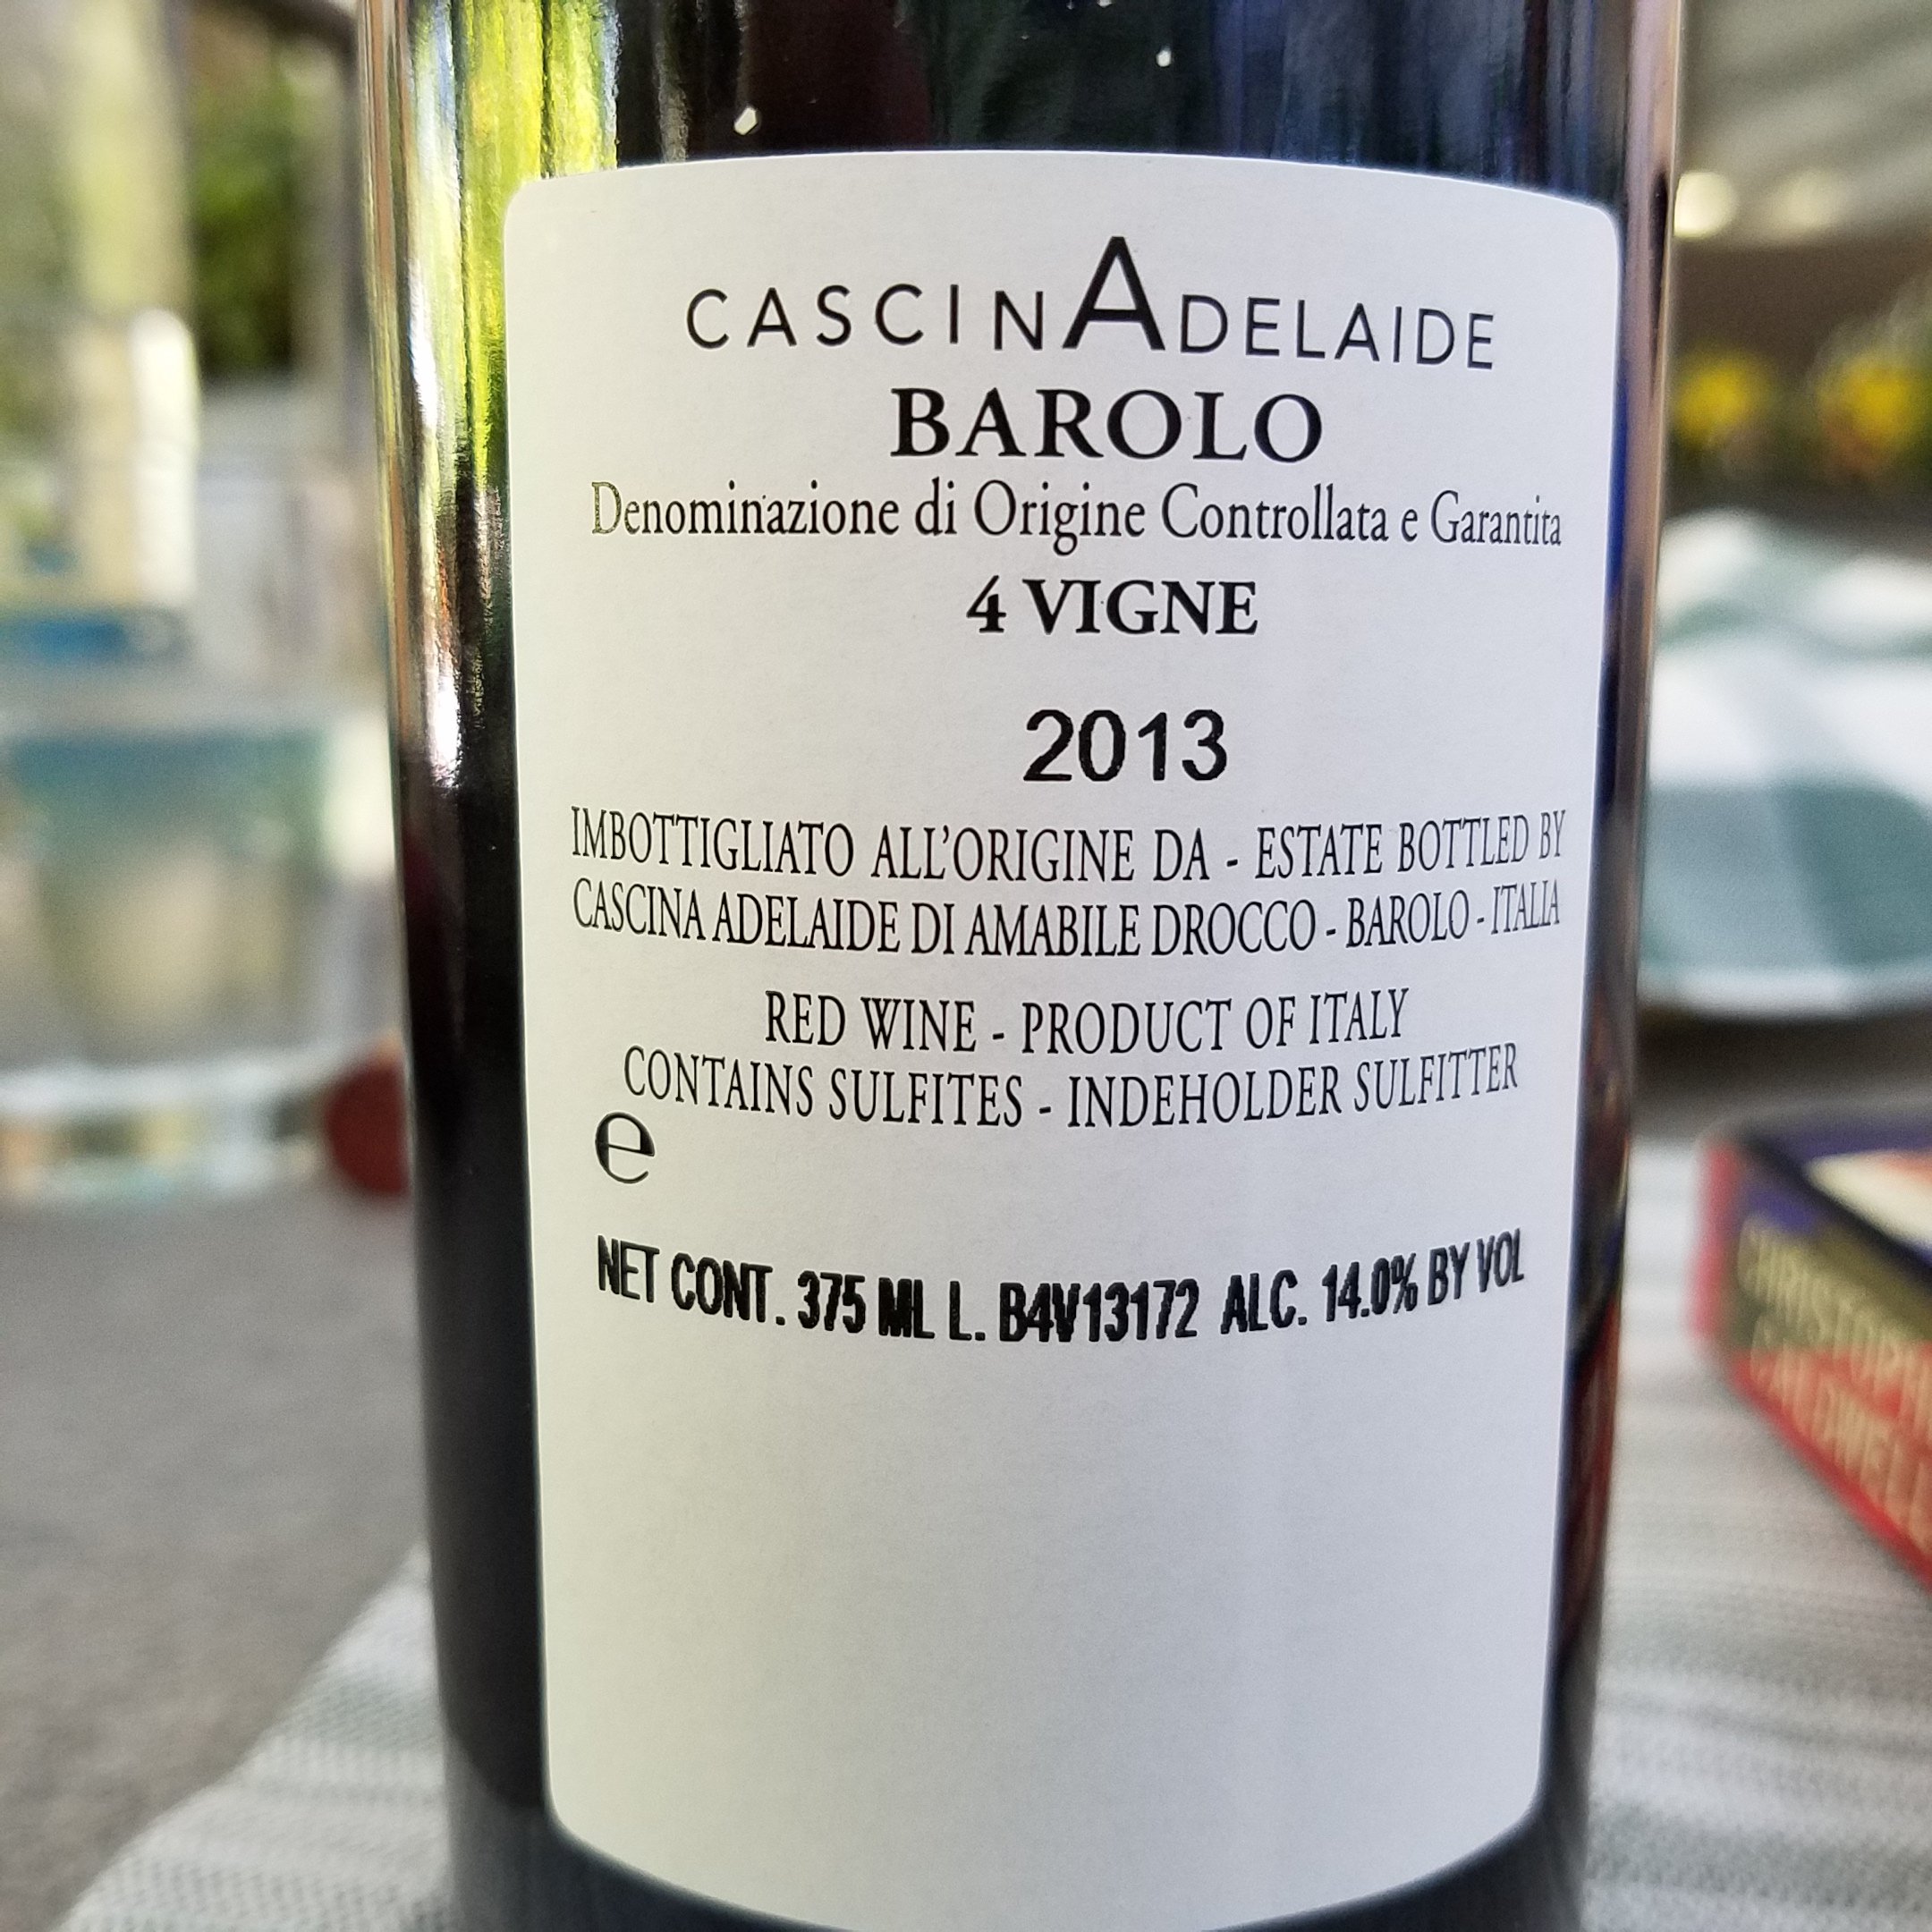 CASCINADELAIDE
BAROLO
Denominazione di Origine Controllata e Garantita
4 VIGNE
2013
IMBOTTIGLIATO ALL'ORIGINE DA - ESTATE BOTTLED BY
CASCINA ADELAIDE DI AMABILE DROCCO - BAROLO - ITALIA
RED WINE - PRODUCT OF ITALY
CONTAINS SULFITES - INDEHOLDER SULFITTER
e
NET CONT. 375 ML L. B4V13172 ALC. 14.0% BY VOL